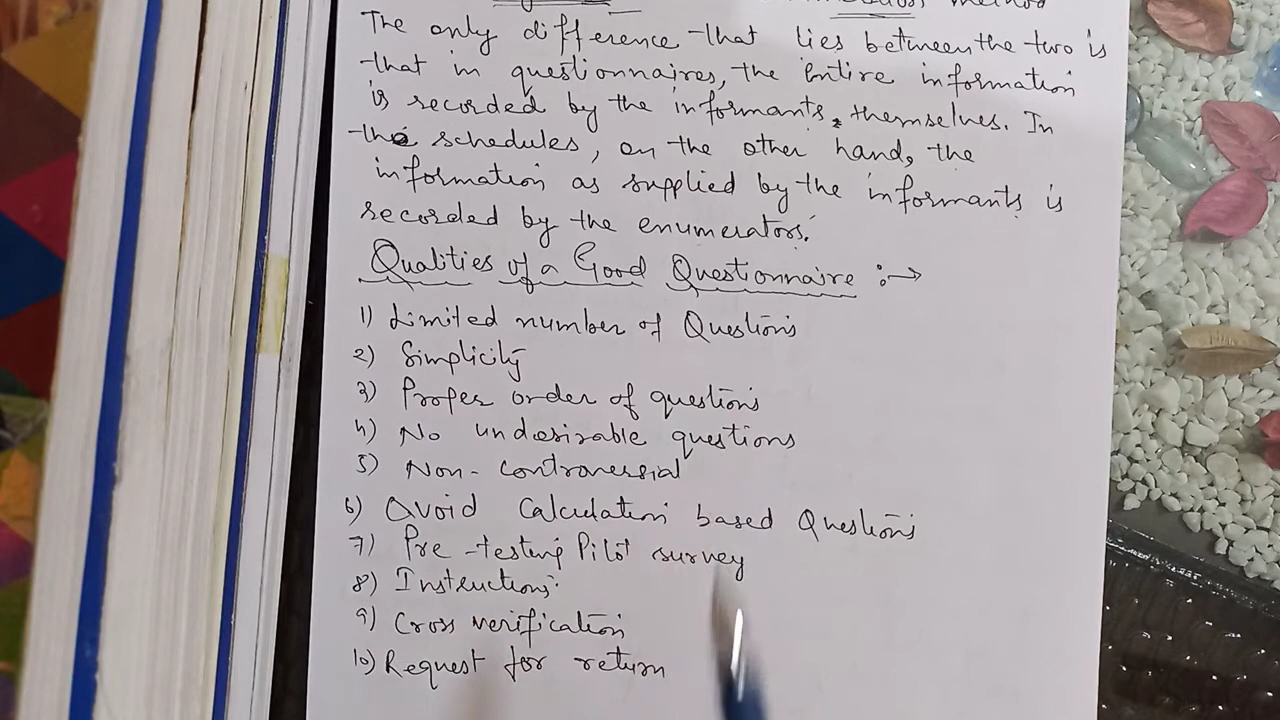 method
The only difference that lies between the two is
that in questionnaires, the Entire information
is recorded by the informants, themselves. In
the schedules, on the other hand, the
information as supplied by the informants is
recorded by the enumerators.
Qualities of a Good Questionnaire :→
1) Limited number of Questions
2) Simplicity
3) Proper order of questions
4) No undesirable questions
5) Non-controversial
6) Avoid Calculation based Questions
7) Pre-testing Pilot survey
8) Instructions
9) Cross verification
10) Request for return